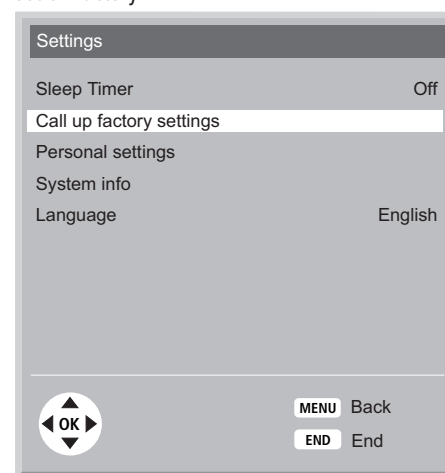 Settings
Sleep Timer Off
Call up factory settings
Personal settings
System info
Language English
OK
MENU Back
END End